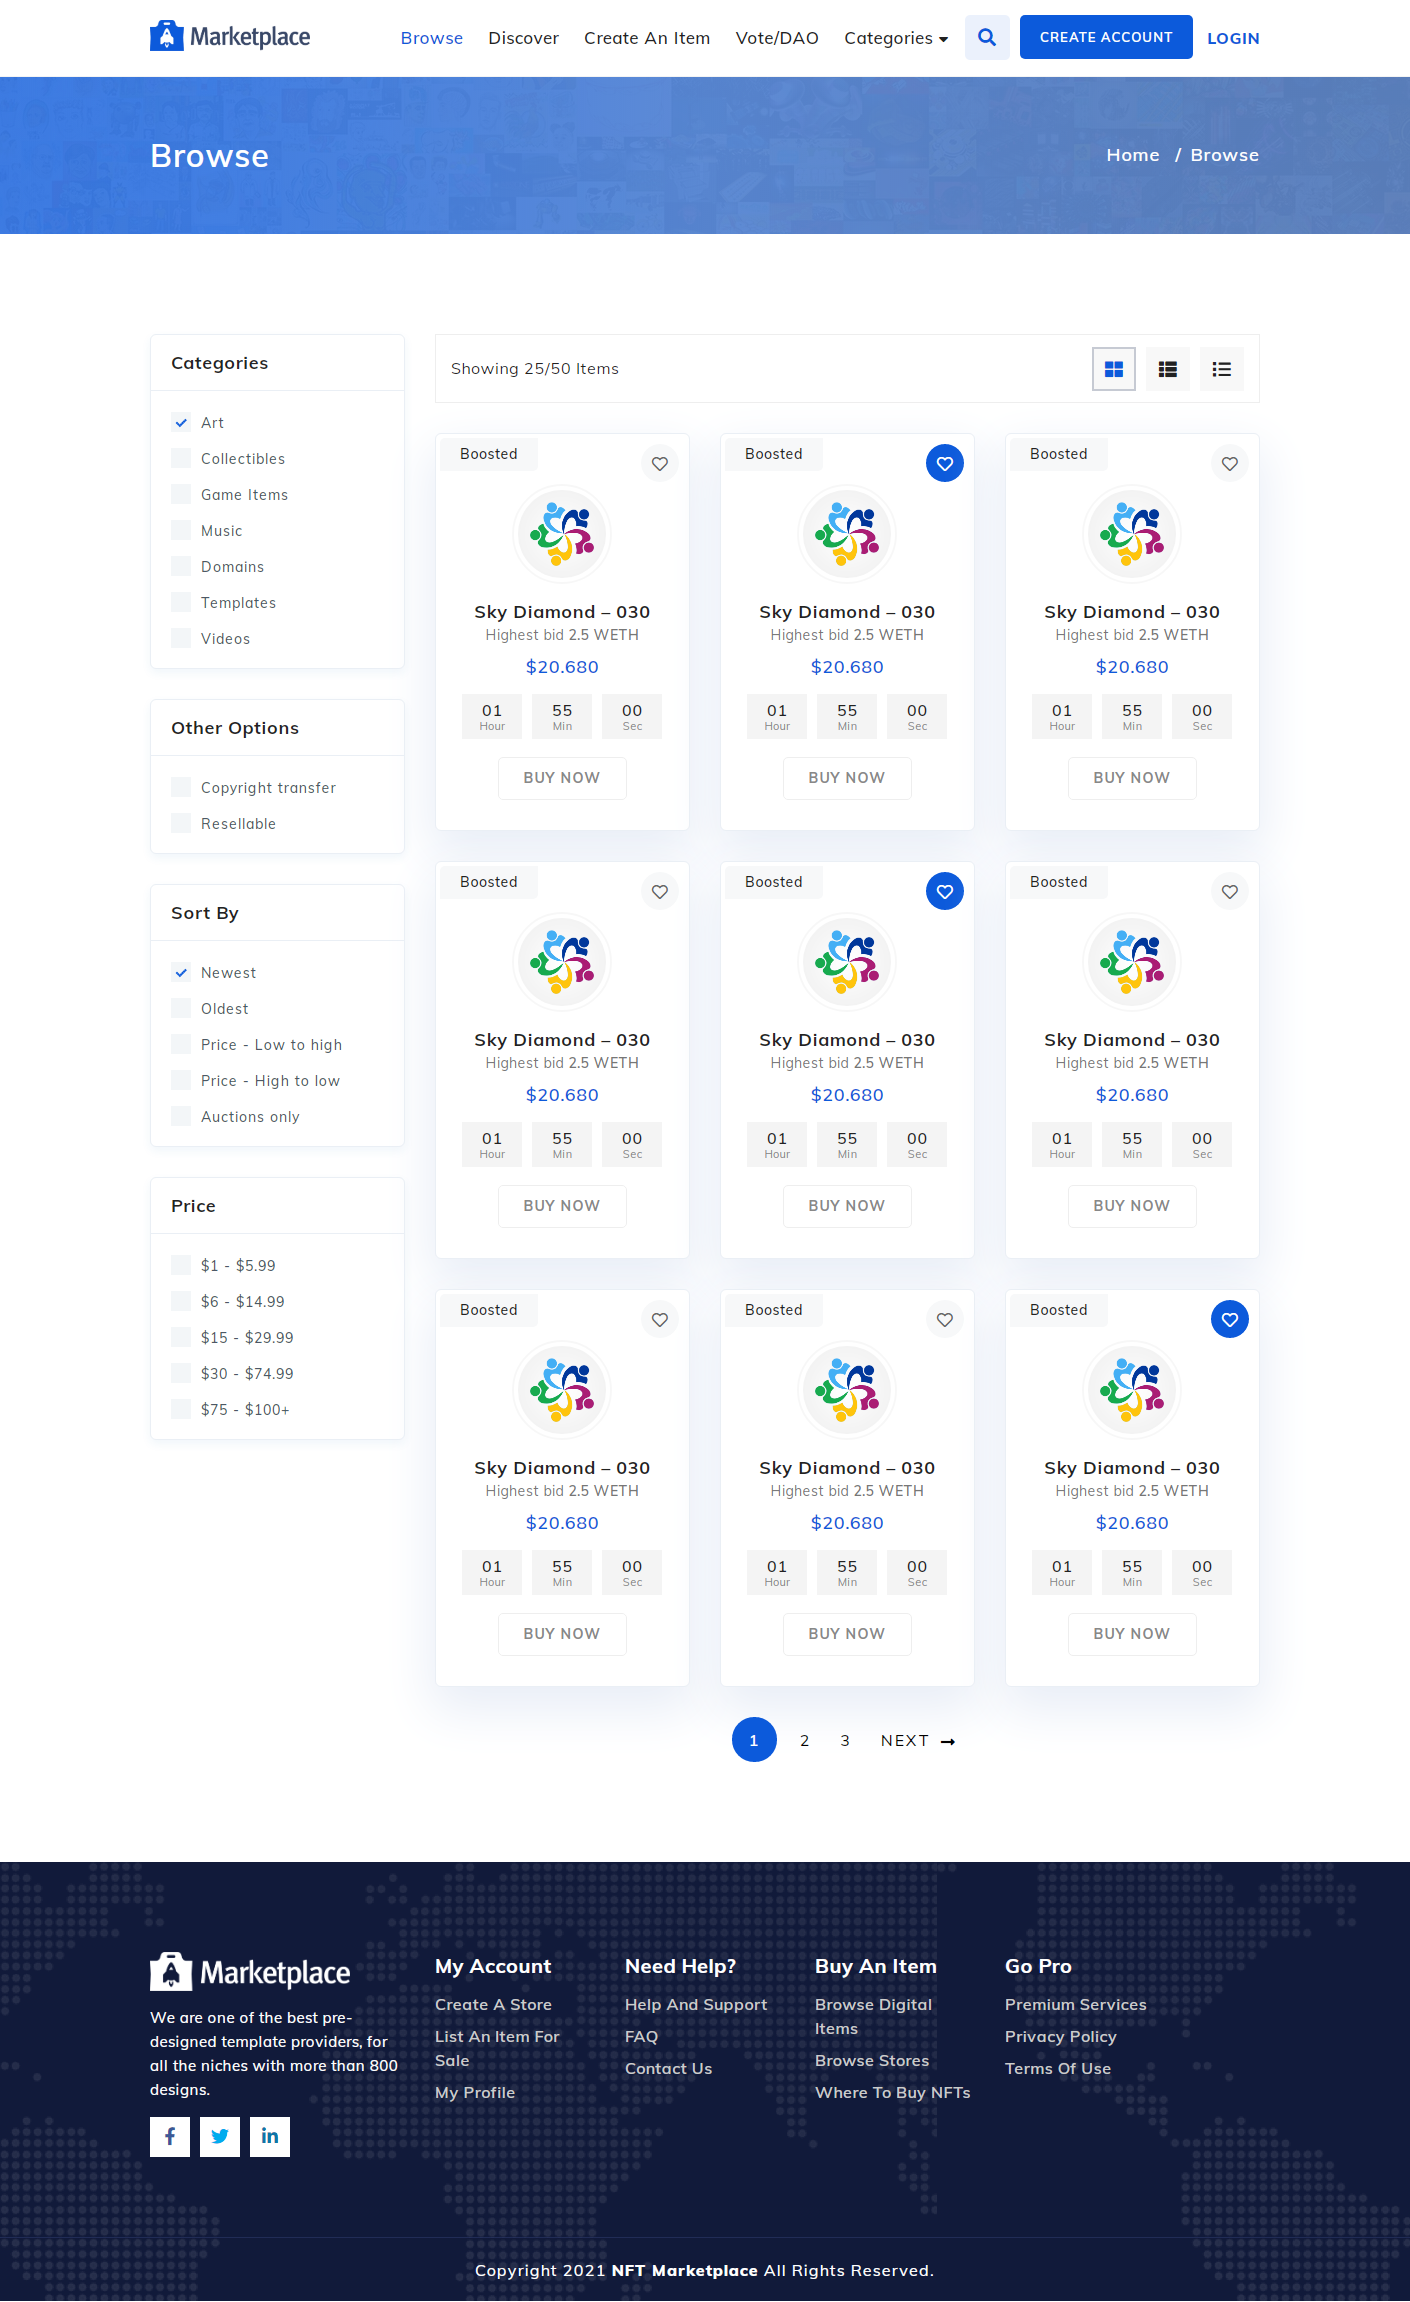 Marketplace
Browse Discover Create An Item Vote/DAO Categories CREATE ACCOUNT LOGIN
Browse
Home / Browse
Categories
Art
Collectibles
Game Items
Music
Domains
Templates
Videos
Other Options
Copyright transfer
Resellable
Sort By
Newest
Oldest
Price - Low to high
Price - High to low
Auctions only
Price
$1 - $5.99
$6 - $14.99
$15 - $29.99
$30 - $74.99
$75 - $100+
Showing 25/50 Items
Boosted Boosted Boosted
Sky Diamond – 030 Sky Diamond – 030 Sky Diamond – 030
Highest bid 2.5 WETH Highest bid 2.5 WETH Highest bid 2.5 WETH
$20.680 $20.680 $20.680
01 55 00 01 55 00 01 55 00
Hour Min Sec Hour Min Sec Hour Min Sec
BUY NOW BUY NOW BUY NOW
Boosted Boosted Boosted
Sky Diamond – 030 Sky Diamond – 030 Sky Diamond – 030
Highest bid 2.5 WETH Highest bid 2.5 WETH Highest bid 2.5 WETH
$20.680 $20.680 $20.680
01 55 00 01 55 00 01 55 00
Hour Min Sec Hour Min Sec Hour Min Sec
BUY NOW BUY NOW BUY NOW
Boosted Boosted Boosted
Sky Diamond – 030 Sky Diamond – 030 Sky Diamond – 030
Highest bid 2.5 WETH Highest bid 2.5 WETH Highest bid 2.5 WETH
$20.680 $20.680 $20.680
01 55 00 01 55 00 01 55 00
Hour Min Sec Hour Min Sec Hour Min Sec
BUY NOW BUY NOW BUY NOW
1 2 3 NEXT
Marketplace
We are one of the best pre-
designed template providers, for
all the niches with more than 800
designs.
My Account
Create A Store
List An Item For
Sale
My Profile
Need Help?
Help And Support
FAQ
Contact Us
Buy An Item
Browse Digital
Items
Browse Stores
Where To Buy NFTs
Go Pro
Premium Services
Privacy Policy
Terms Of Use
Copyright 2021 NFT Marketplace All Rights Reserved.